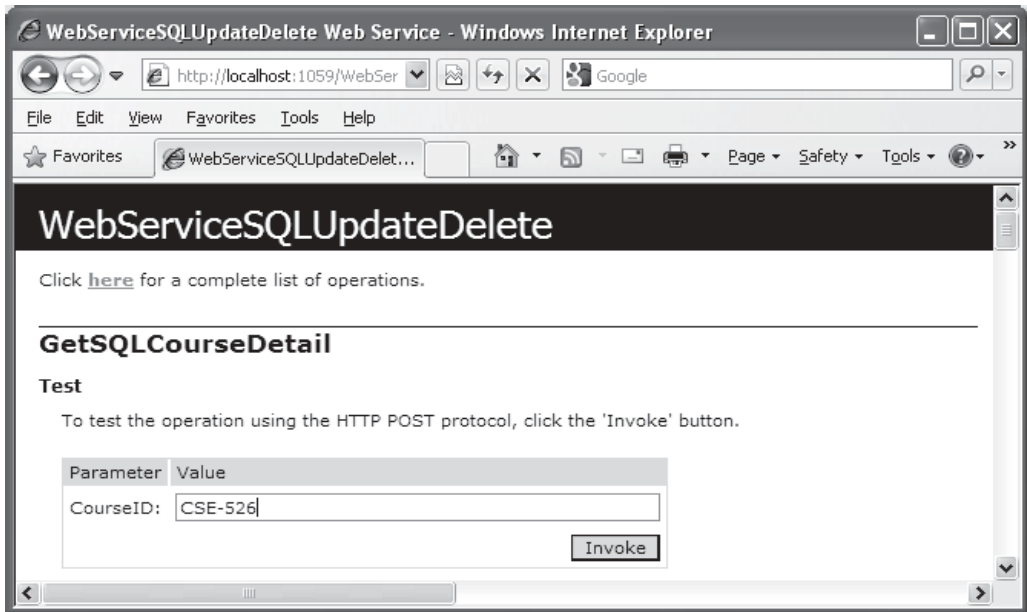 WebServiceSQLUpdateDelete Web Service - Windows Internet Explorer
http://localhost:1059/WebSer
Google
File Edit View Favorites Tools Help
Favorites WebServiceSQLUpdateDelet... Page Safety Tools »
WebServiceSQLUpdateDelete
Click here for a complete list of operations.
GetSQLCourseDetail
Test
To test the operation using the HTTP POST protocol, click the 'Invoke' button.
Parameter Value
CourseID: CSE-526
Invoke